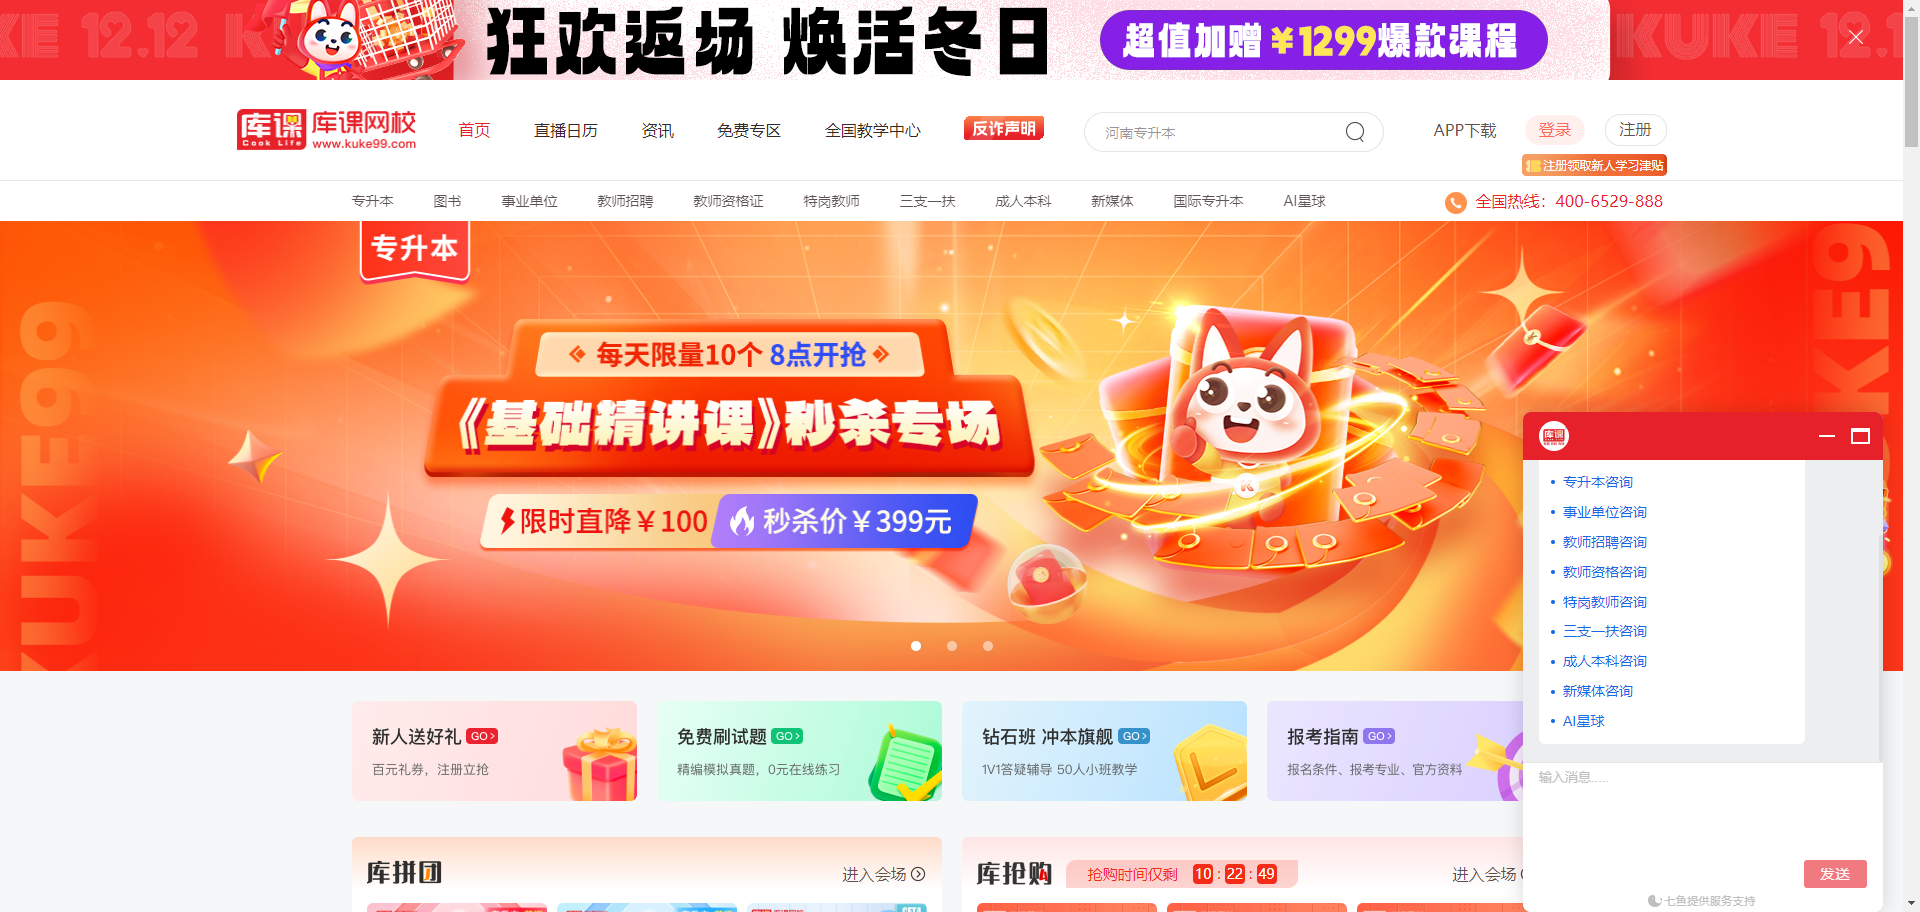 KE 12.12 K
狂欢返场 焕活冬日
超值加赠¥1299爆款课程
KUKE 12.1
库课
Cook Life
库课网校
www.kuke99.com
首页
直播日历
资讯
免费专区
全国教学中心
反诈声明
河南专升本
APP下载
登录
注册
注册领取新人学习津贴
专升本
图书
事业单位
教师招聘
教师资格证
特岗教师
三支一扶
成人本科
新媒体
国际专升本
AI星球
全国热线：400-6529-888
专升本
每天限量10个 8点开抢
《基础精讲课》秒杀专场
限时直降¥100
秒杀价¥399元
KUKE99
K
库课
专升本咨询
事业单位咨询
教师招聘咨询
教师资格咨询
特岗教师咨询
三支一扶咨询
成人本科咨询
新媒体咨询
AI星球
输入消息.....
发送
七鱼提供服务支持
新人送好礼 GO
百元礼券，注册立抢
免费刷试题 GO
精编模拟真题，0元在线练习
钻石班 冲本旗舰 GO
1V1答疑辅导 50人小班教学
报考指南 GO
报名条件、报考专业、官方资料
库拼团
进入会场
库抢购
抢购时间仅剩 10 : 22 : 49
进入会场